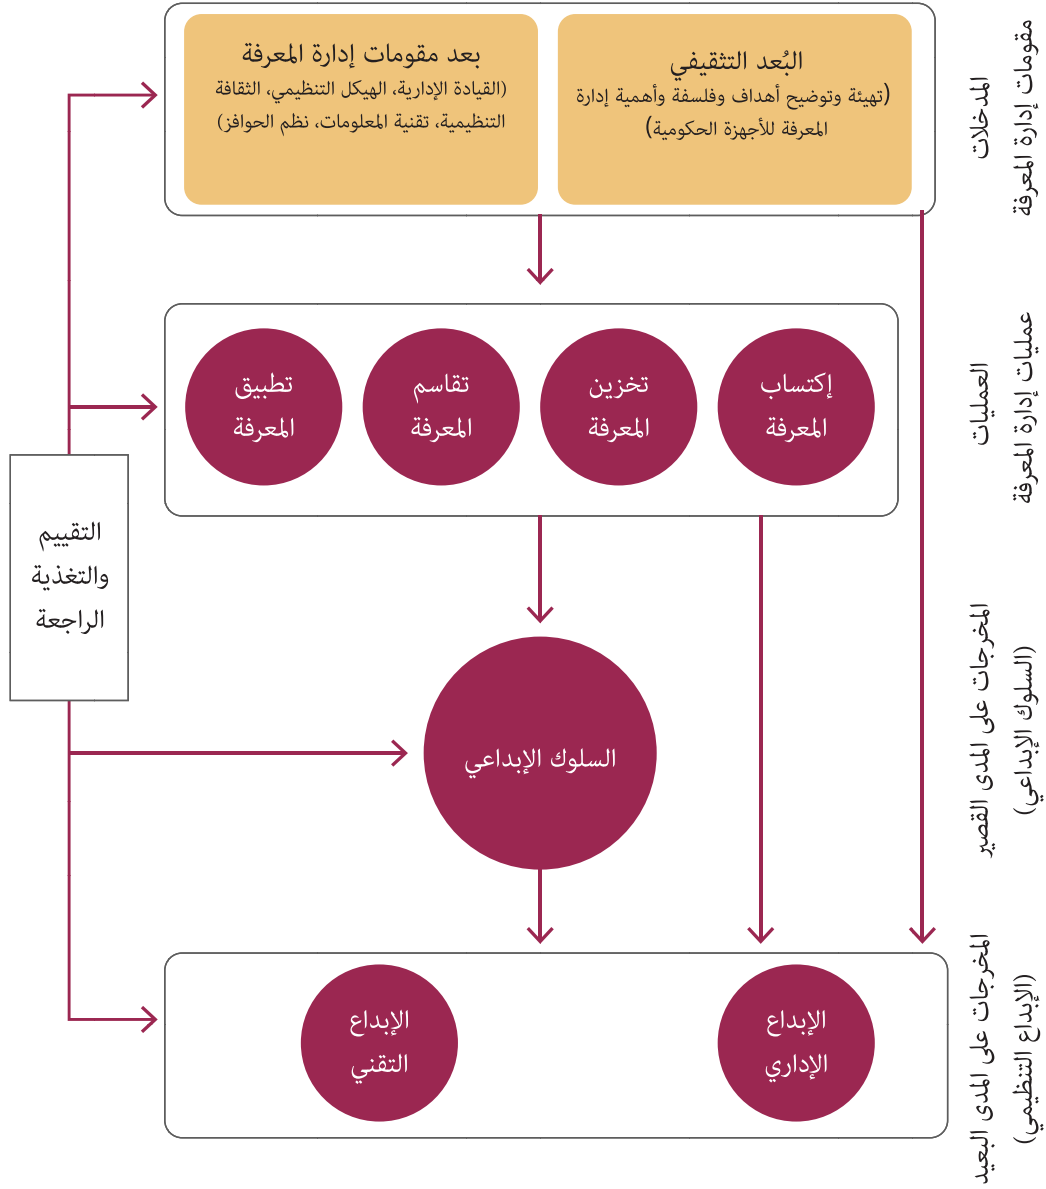 المدخلات
مقومات إدارة المعرفة
البُعد التثقيفي
(تهيئة وتوضيح أهداف وفلسفة وأهمية إدارة
المعرفة للأجهزة الحكومية)
بعد مقومات إدارة المعرفة
(القيادة الإدارية، الهيكل التنظيمي، الثقافة
التنظيمية، تقنية المعلومات، نظم الحوافز)
العمليات
عمليات إدارة المعرفة
إكتساب
المعرفة
تخزين
المعرفة
تقاسم
المعرفة
تطبيق
المعرفة
التقييم
والتغذية
الراجعة
المخرجات على المدى القصير
(السلوك الإبداعي)
السلوك الإبداعي
المخرجات على المدى البعيد
(الإبداع التنظيمي)
الإبداع
الإداري
الإبداع
التقني